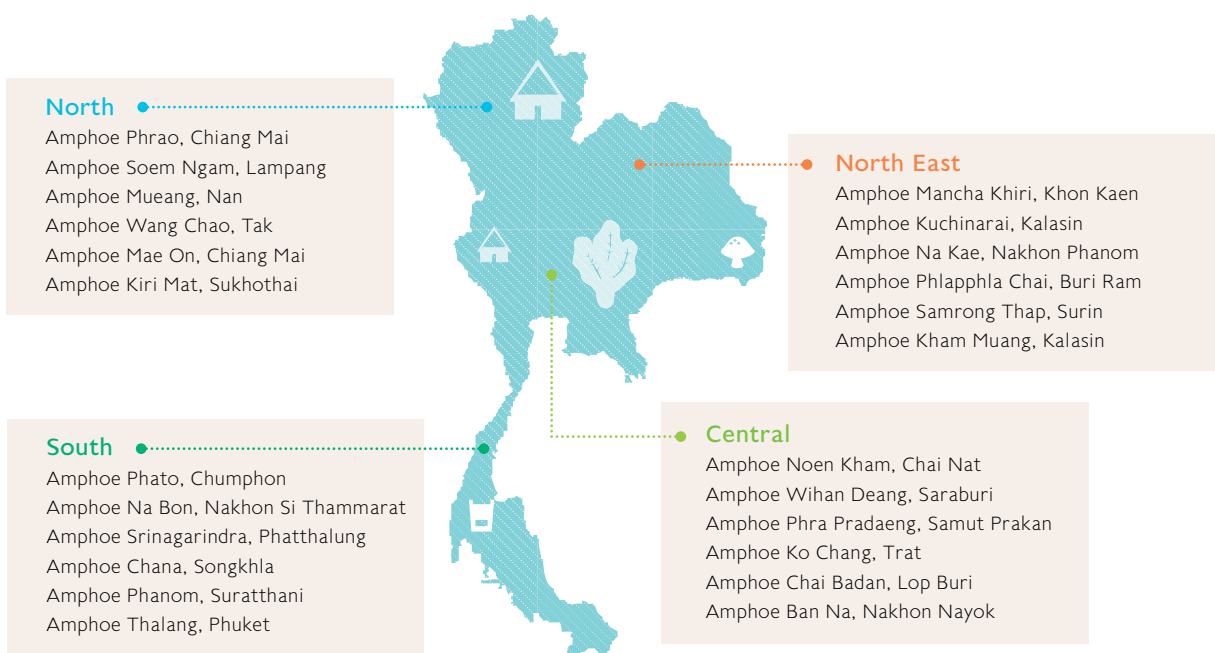 North
Amphoe Phrao, Chiang Mai
Amphoe Soem Ngam, Lampang
Amphoe Mueang, Nan
Amphoe Wang Chao, Tak
Amphoe Mae On, Chiang Mai
Amphoe Kiri Mat, Sukhothai
North East
Amphoe Mancha Khiri, Khon Kaen
Amphoe Kuchinarai, Kalasin
Amphoe Na Kae, Nakhon Phanom
Amphoe Phlapphla Chai, Buri Ram
Amphoe Samrong Thap, Surin
Amphoe Kham Muang, Kalasin
South
Amphoe Phato, Chumphon
Amphoe Na Bon, Nakhon Si Thammarat
Amphoe Srinagarindra, Phatthalung
Amphoe Chana, Songkhla
Amphoe Phanom, Suratthani
Amphoe Thalang, Phuket
Central
Amphoe Noen Kham, Chai Nat
Amphoe Wihan Deang, Saraburi
Amphoe Phra Pradaeng, Samut Prakan
Amphoe Ko Chang, Trat
Amphoe Chai Badan, Lop Buri
Amphoe Ban Na, Nakhon Nayok